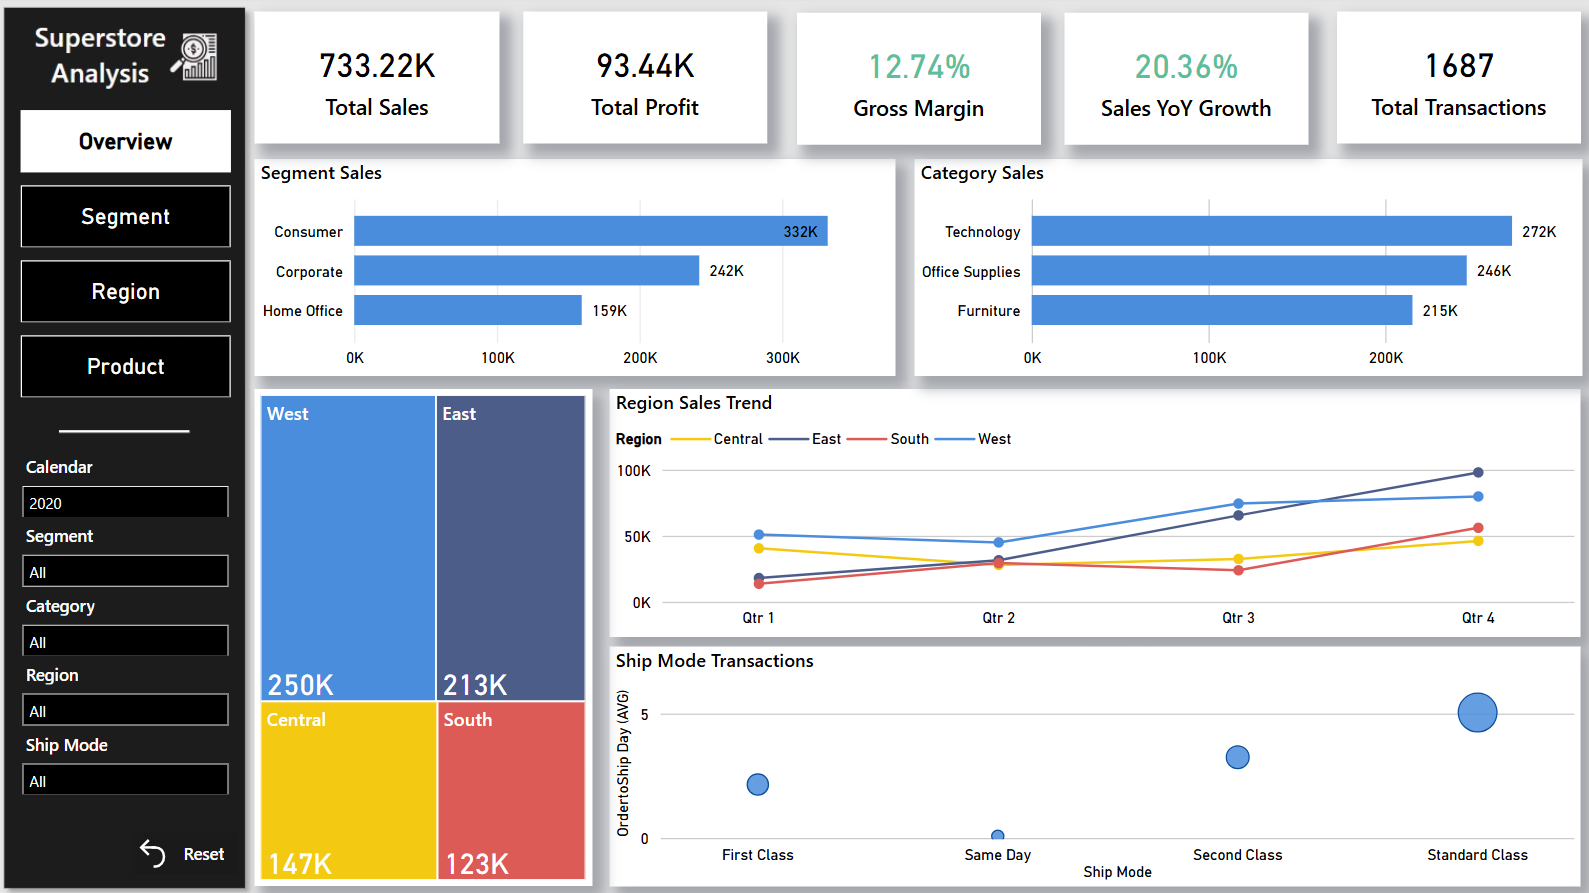 Superstore
Analysis
Overview
Segment
Region
Product
Calendar
2020
Segment
All
Category
All
Region
All
Ship Mode
All
Reset
733.22K
Total Sales
93.44K
Total Profit
12.74%
Gross Margin
20.36%
Sales YoY Growth
1687
Total Transactions
Segment Sales
Consumer 332K
Corporate 242K
Home Office 159K
0K 100K 200K 300K
Category Sales
Technology 272K
Office Supplies 246K
Furniture 215K
0K 100K 200K
West
250K
East
213K
Central
147K
South
123K
Region Sales Trend
Region Central East South West
100K
50K
0K
Qtr 1 Qtr 2 Qtr 3 Qtr 4
Ship Mode Transactions
OrdertoShip Day (AVG)
5
0
First Class Same Day Second Class Standard Class
Ship Mode